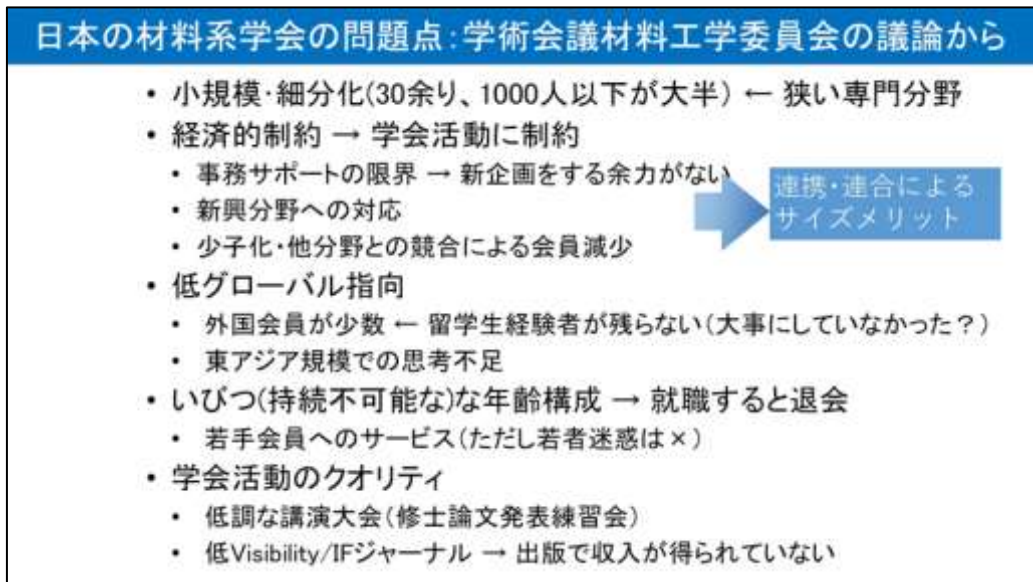 日本の材料系学会の問題点：学術会議材料工学委員会の議論から
• 小規模・細分化(30余り、1000人以下が大半） ← 狭い専門分野
• 経済的制約 → 学会活動に制約
• 事務サポートの限界 → 新企画をする余力がない
• 新興分野への対応
• 少子化・他分野との競合による会員減少
連携・連合による
サイズメリット
• 低グローバル指向
• 外国会員が少数 ← 留学生経験者が残らない（大事にしていなかった？）
• 東アジア規模での思考不足
• いびつ(持続不可能な)な年齢構成 → 就職すると退会
• 若手会員へのサービス（ただし若者迷惑は×）
• 学会活動のクオリティ
• 低調な講演大会（修士論文発表練習会）
• 低Visibility/IFジャーナル → 出版で収入が得られていない